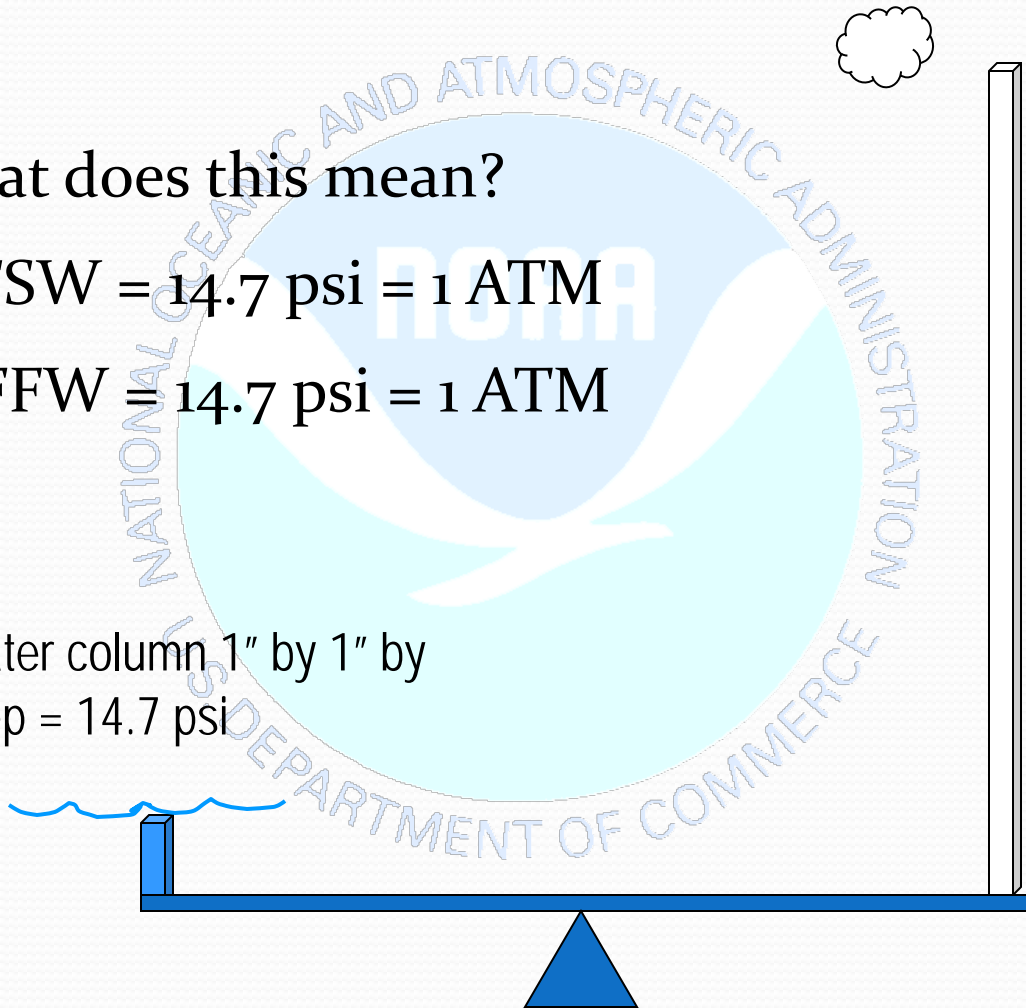 at does this mean?
SW = 14.7 psi = 1 ATM
FFW = 14.7 psi = 1 ATM
ter column 1″ by 1″ by
p = 14.7 psi
NATIONAL OCEANIC AND ATMOSPHERIC ADMINISTRATION
NOAA
U.S. DEPARTMENT OF COMMERCE